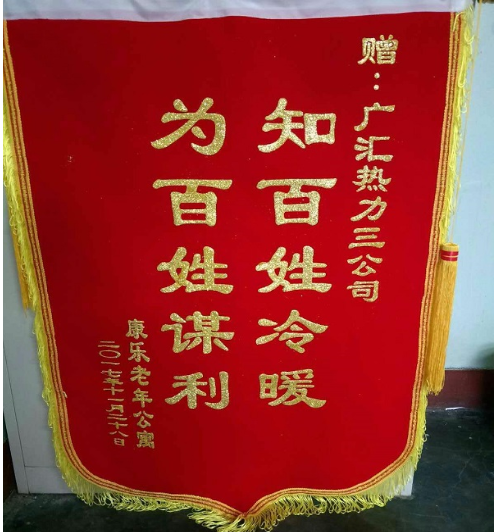 赠：广汇热力三公司
知百姓冷暖
为百姓谋利
康乐老年公寓
二〇一七年十一月二十八日